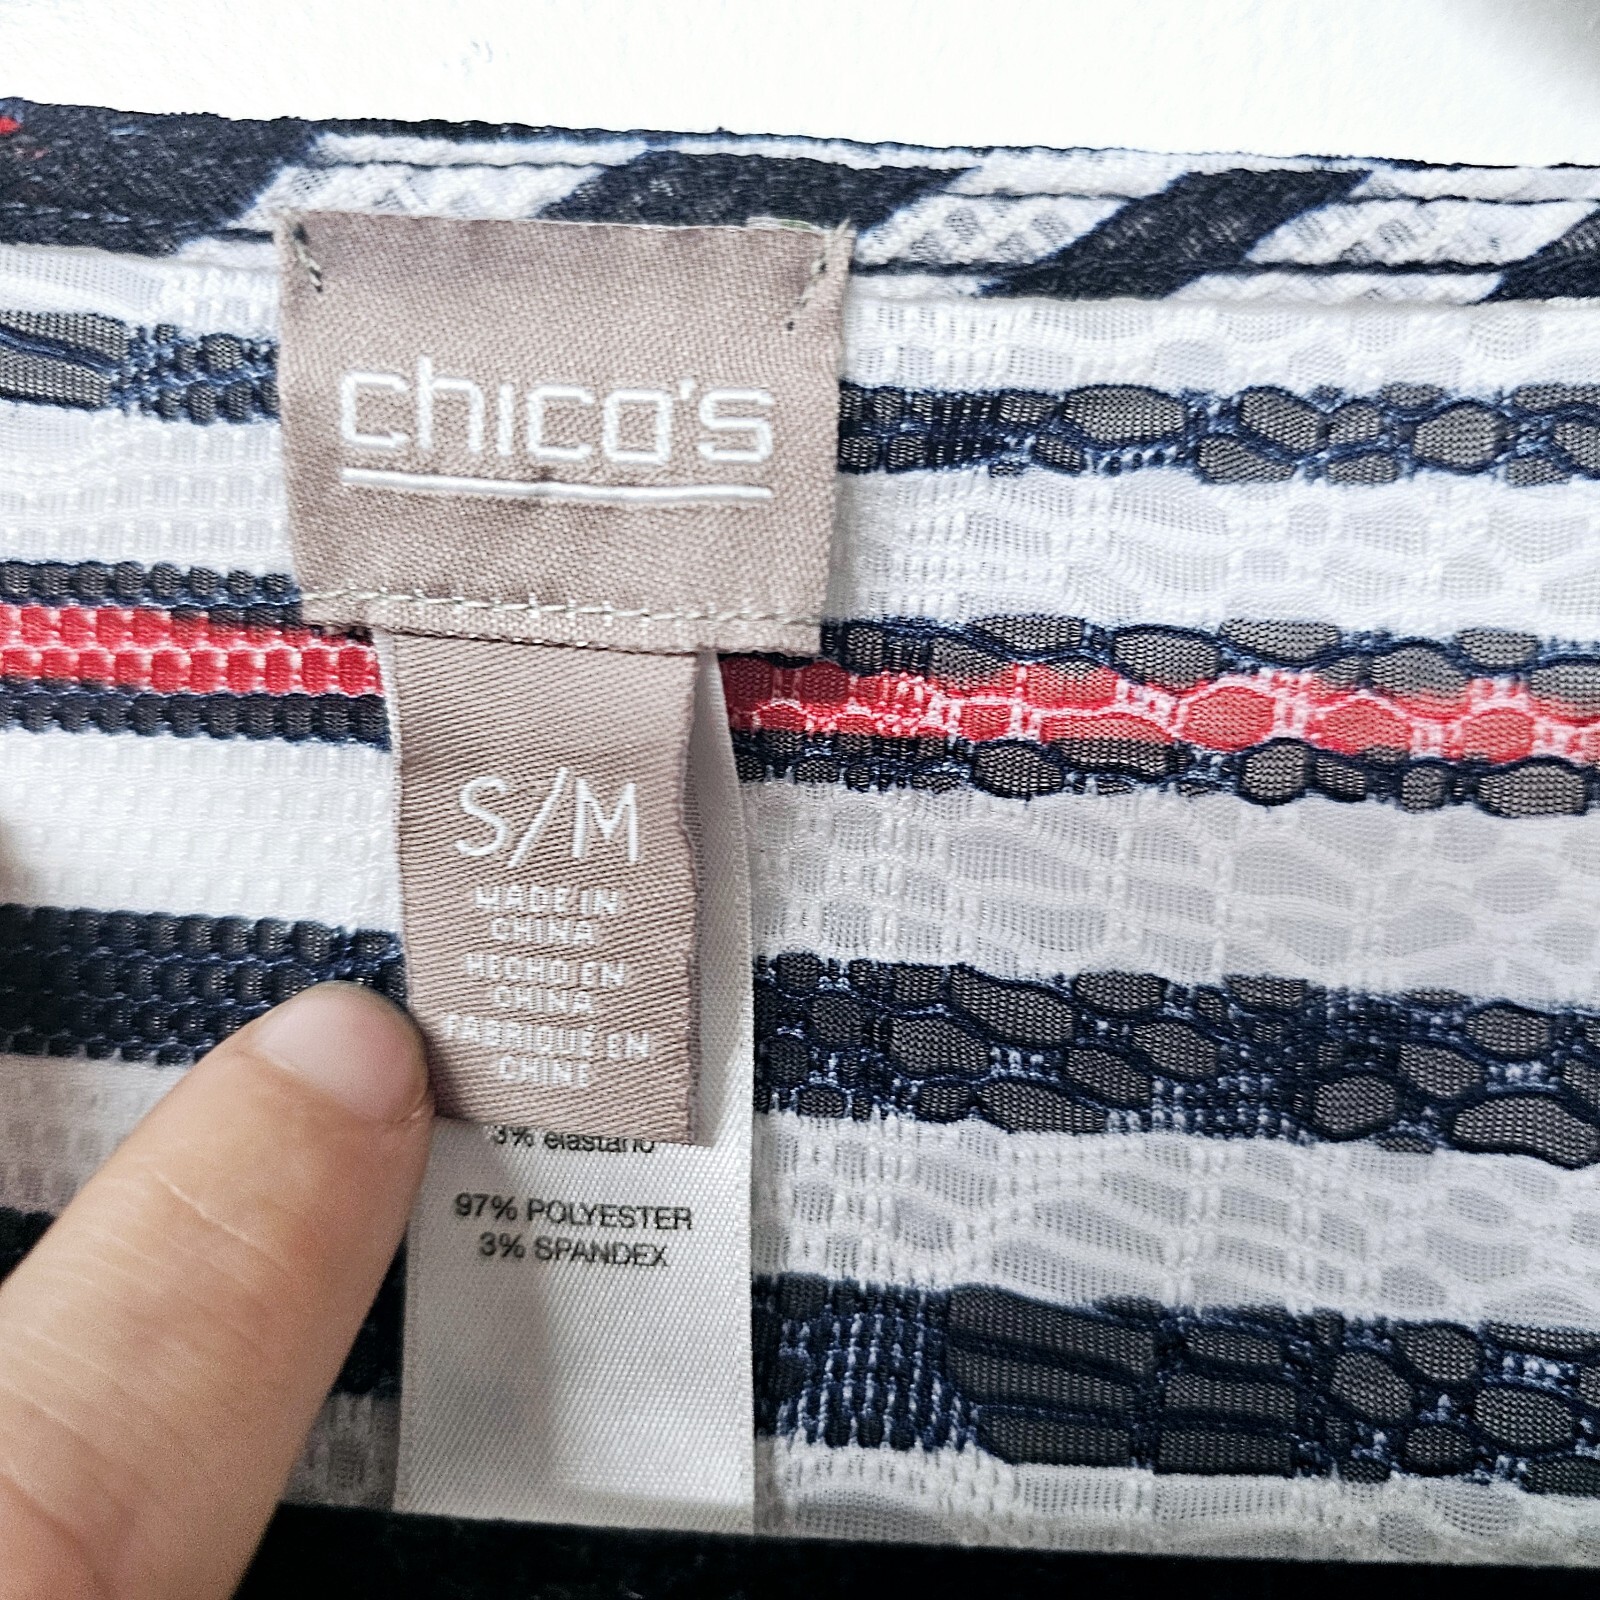 chico's
S/M
MADE IN
CHINA
HECHO EN
CHINA
FABRIQUÉ EN
CHINE
3% elastano
97% POLYESTER
3% SPANDEX